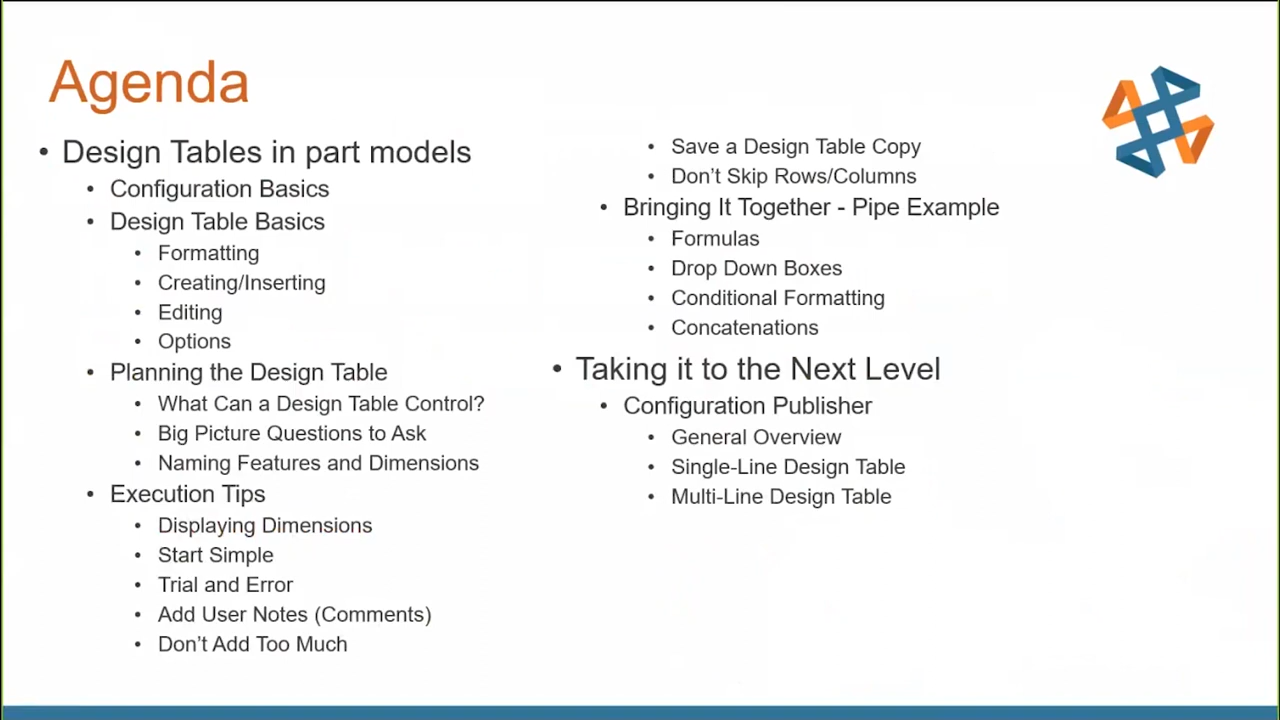 Agenda
• Design Tables in part models
• Configuration Basics
• Design Table Basics
• Formatting
• Creating/Inserting
• Editing
• Options
• Planning the Design Table
• What Can a Design Table Control?
• Big Picture Questions to Ask
• Naming Features and Dimensions
• Execution Tips
• Displaying Dimensions
• Start Simple
• Trial and Error
• Add User Notes (Comments)
• Don’t Add Too Much
• Save a Design Table Copy
• Don’t Skip Rows/Columns
• Bringing It Together - Pipe Example
• Formulas
• Drop Down Boxes
• Conditional Formatting
• Concatenations
• Taking it to the Next Level
• Configuration Publisher
• General Overview
• Single-Line Design Table
• Multi-Line Design Table